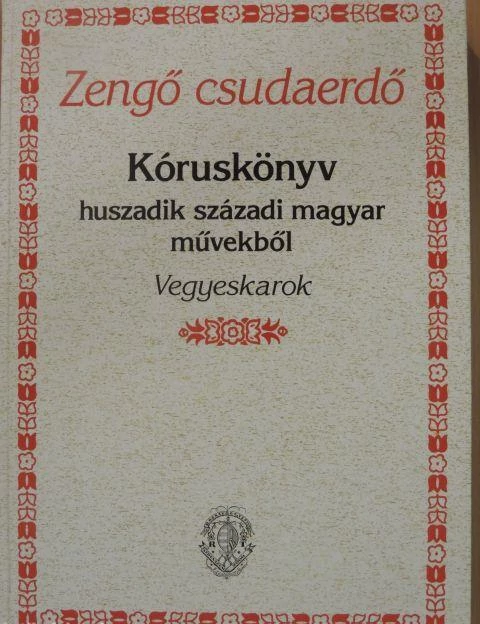 Zengő csudaerdő
Kóruskönyv
huszadik századi magyar
művekből
Vegyeskarok
R T